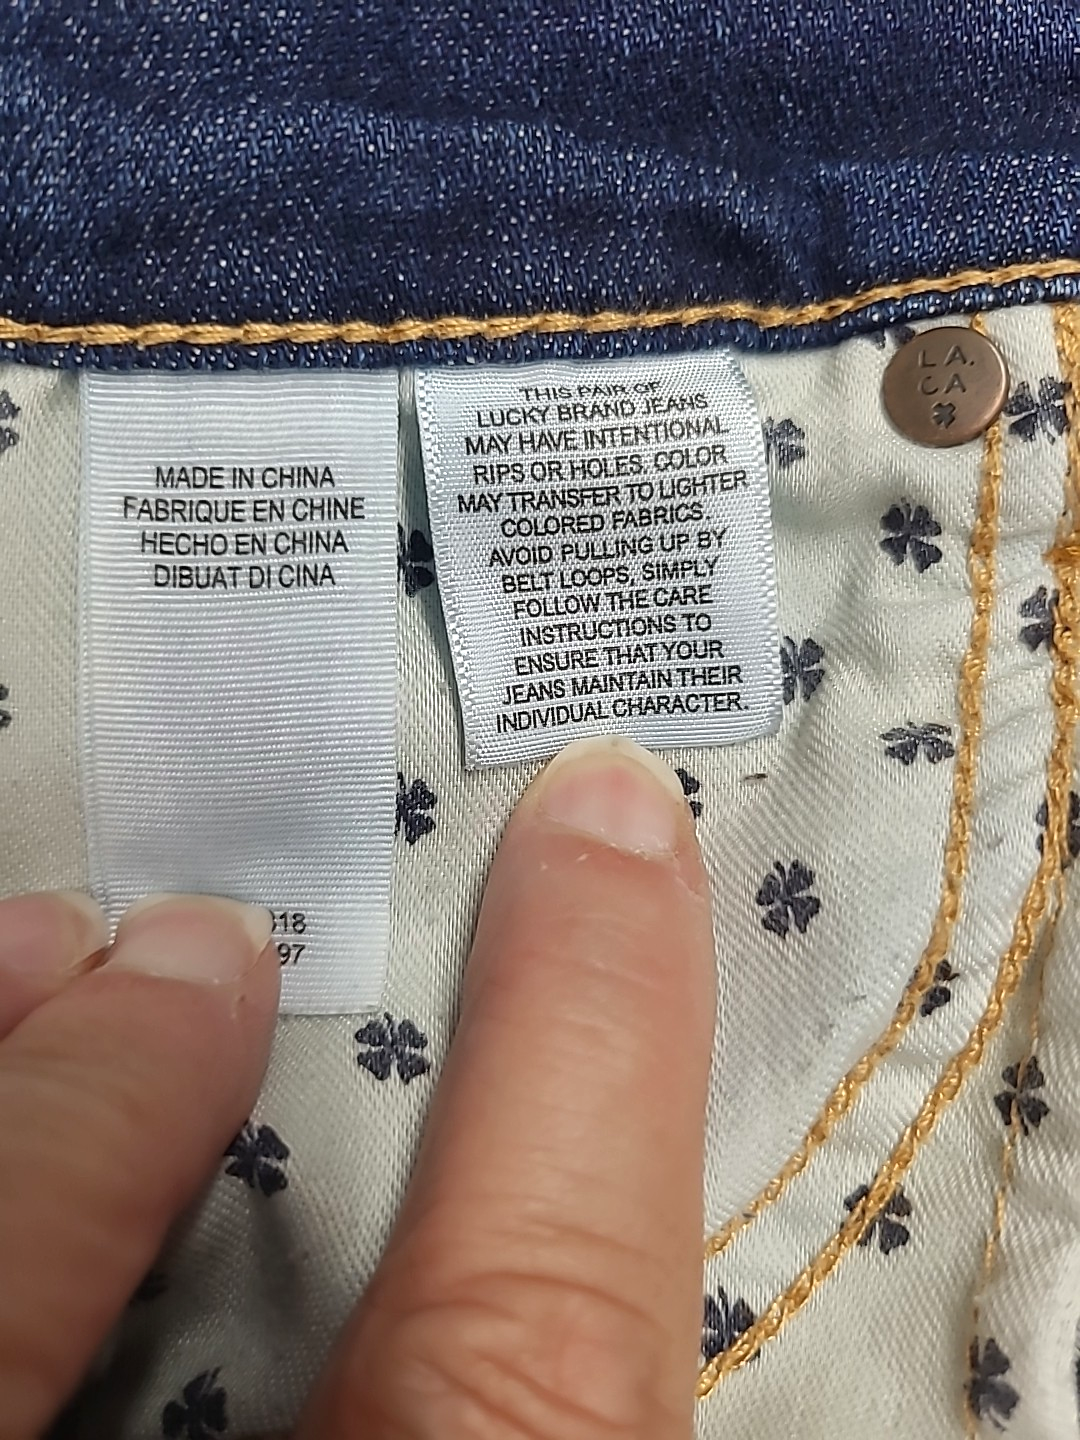 MADE IN CHINA
FABRIQUE EN CHINE
HECHO EN CHINA
DIBUAT DI CINA
18
97
THIS PAIR OF
LUCKY BRAND JEANS
MAY HAVE INTENTIONAL
RIPS OR HOLES. COLOR
MAY TRANSFER TO LIGHTER
COLORED FABRICS.
AVOID PULLING UP BY
BELT LOOPS, SIMPLY
FOLLOW THE CARE
INSTRUCTIONS TO
ENSURE THAT YOUR
JEANS MAINTAIN THEIR
INDIVIDUAL CHARACTER.
L A.
CA